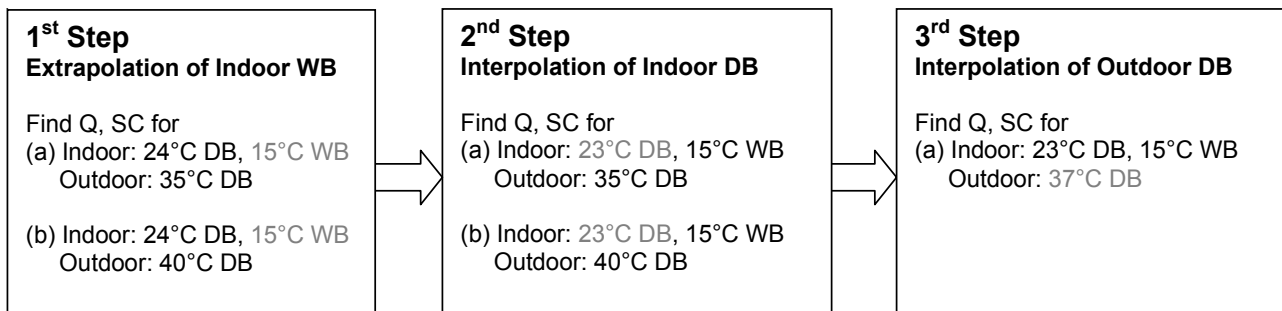 1st Step
Extrapolation of Indoor WB
Find Q, SC for
(a) Indoor: 24°C DB, 15°C WB
Outdoor: 35°C DB
(b) Indoor: 24°C DB, 15°C WB
Outdoor: 40°C DB
2nd Step
Interpolation of Indoor DB
Find Q, SC for
(a) Indoor: 23°C DB, 15°C WB
Outdoor: 35°C DB
(b) Indoor: 23°C DB, 15°C WB
Outdoor: 40°C DB
3rd Step
Interpolation of Outdoor DB
Find Q, SC for
(a) Indoor: 23°C DB, 15°C WB
Outdoor: 37°C DB